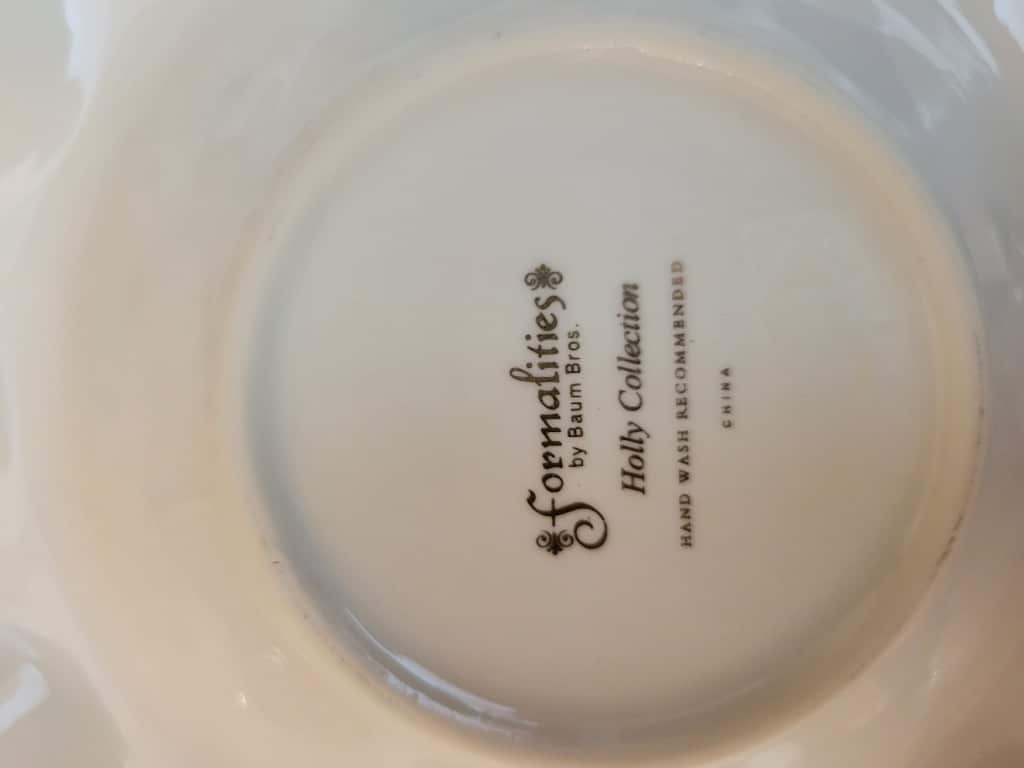 Formalities
by Baum Bros.
Holly Collection
HAND WASH RECOMMENDED
CHINA